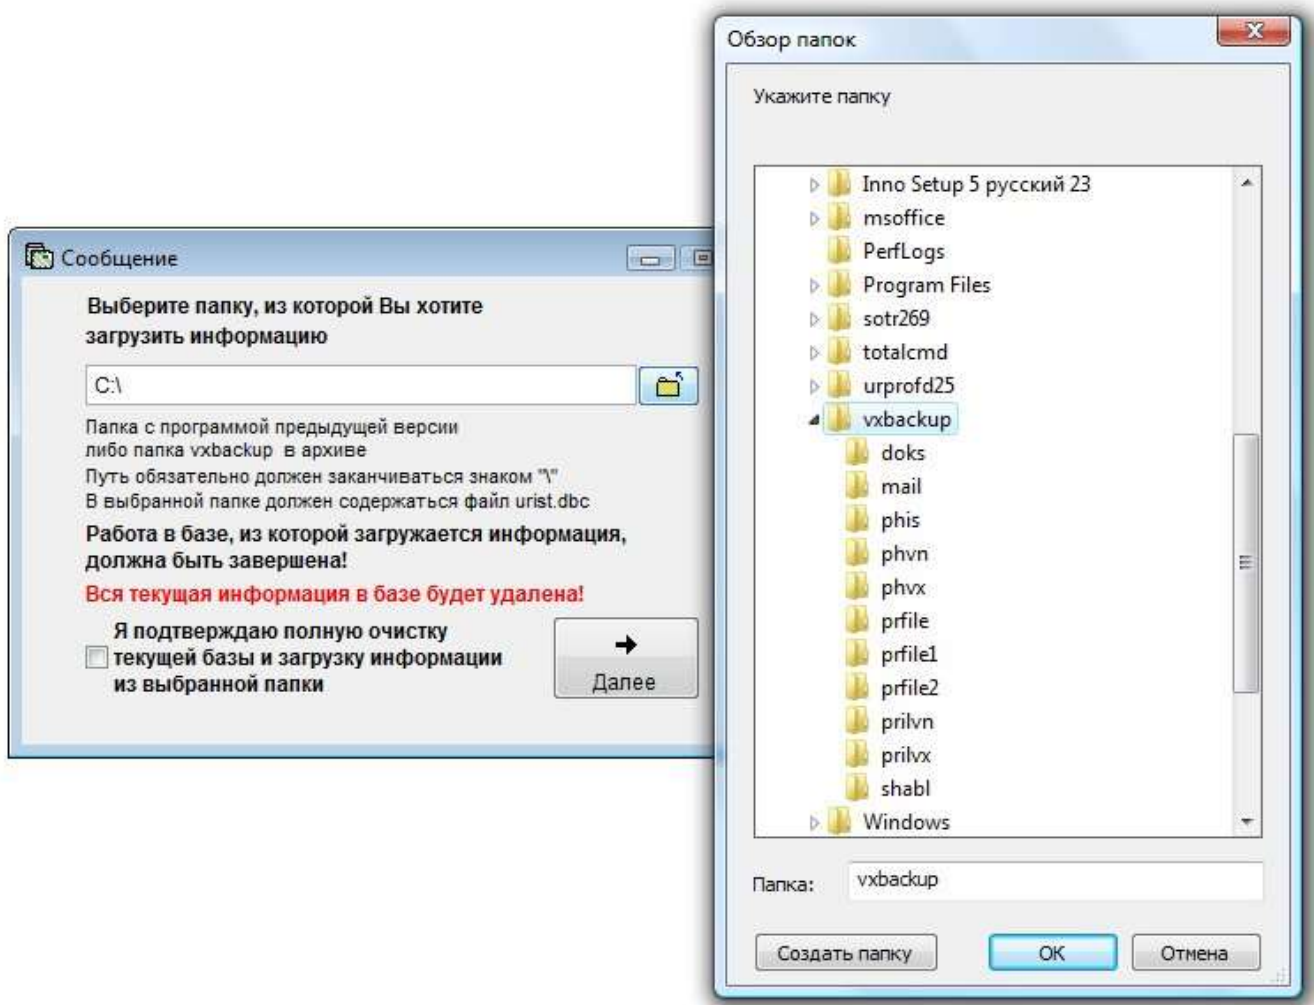 Сообщение
Выберите папку, из которой Вы хотите
загрузить информацию
C:\
Папка с программой предыдущей версии
либо папка vxbackup в архиве
Путь обязательно должен заканчиваться знаком "\"
В выбранной папке должен содержаться файл urist.dbc
Работа в базе, из которой загружается информация,
должна быть завершена!
Вся текущая информация в базе будет удалена!
Я подтверждаю полную очистку
текущей базы и загрузку информации
из выбранной папки
Далее
Обзор папок
Укажите папку
Inno Setup 5 русский 23
msoffice
PerfLogs
Program Files
sotr269
totalcmd
urprofd25
vxbackup
doks
mail
phis
phvn
phvx
prfile
prfile1
prfile2
prilvn
prilvx
shabl
Windows
Папка: vxbackup
Создать папку OK Отмена